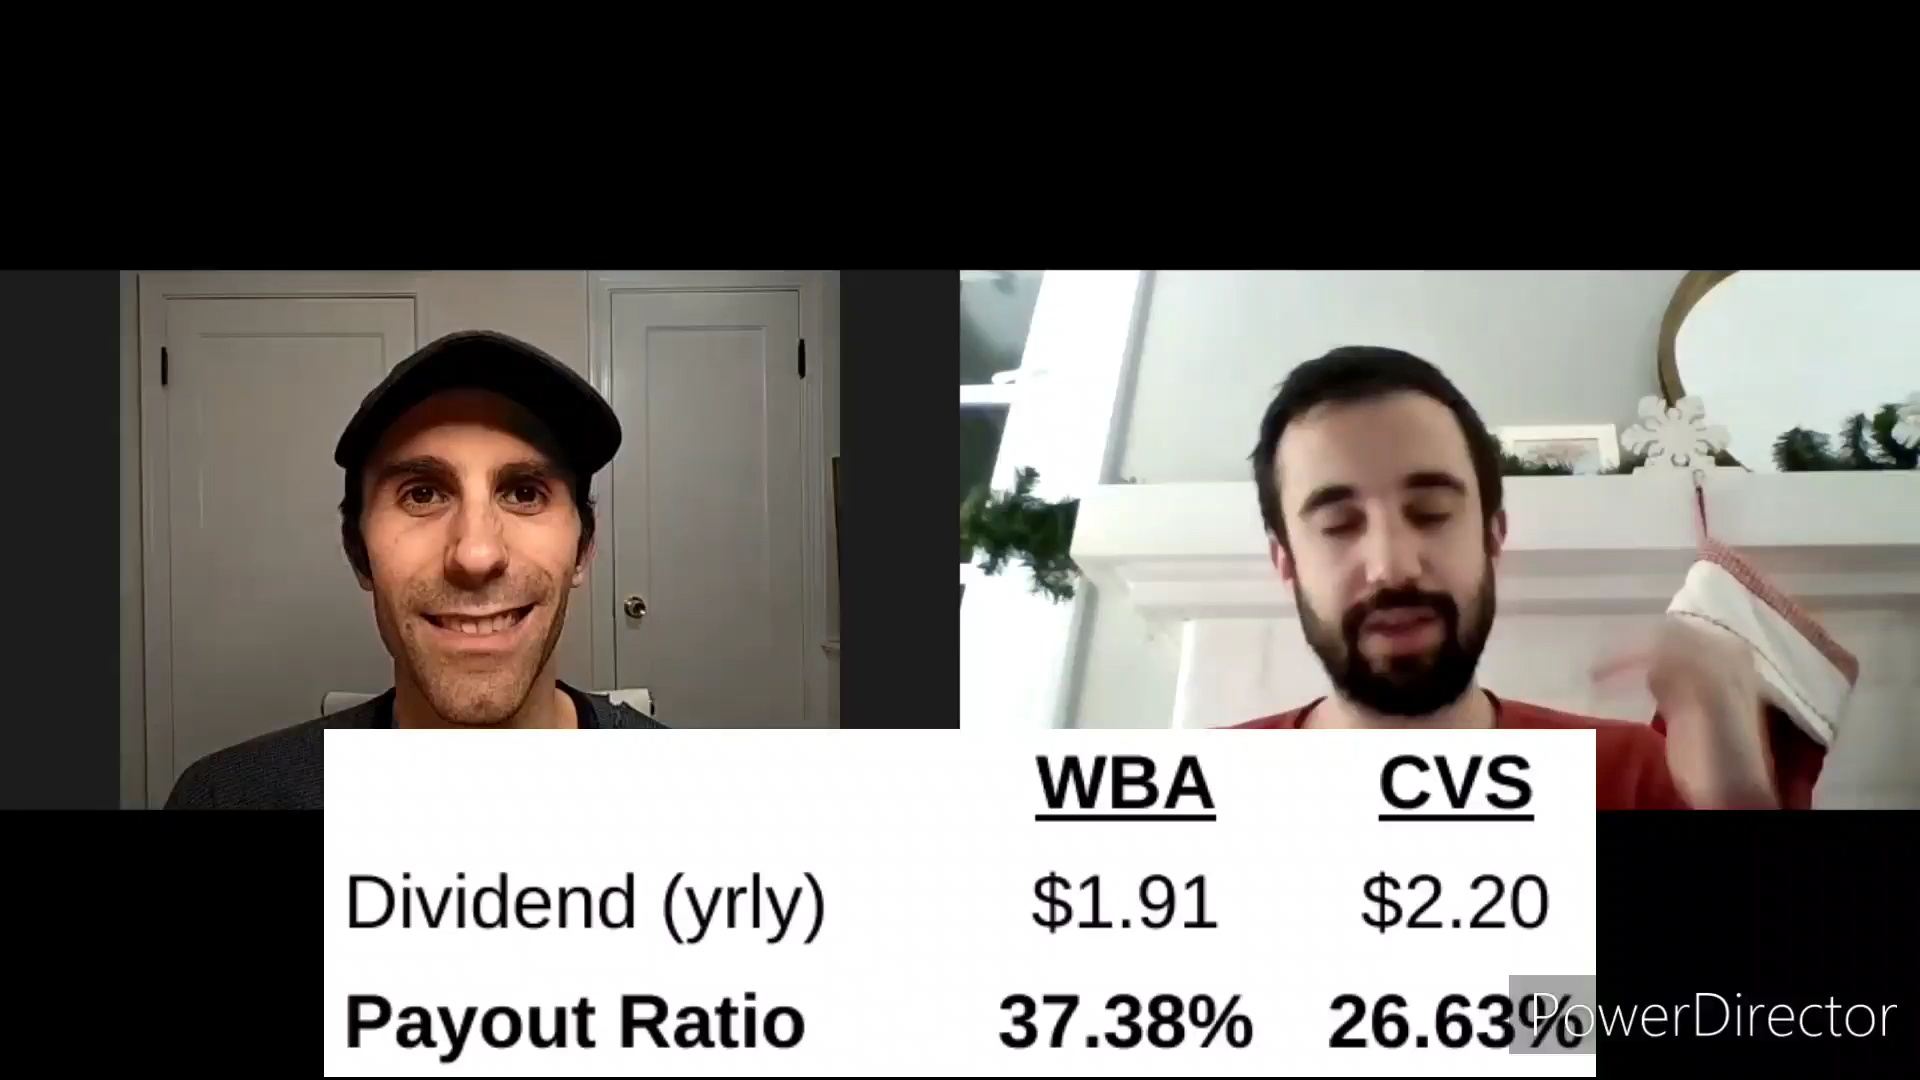 WBA CVS
Dividend (yrly) $1.91 $2.20
Payout Ratio 37.38% 26.63%
PowerDirector